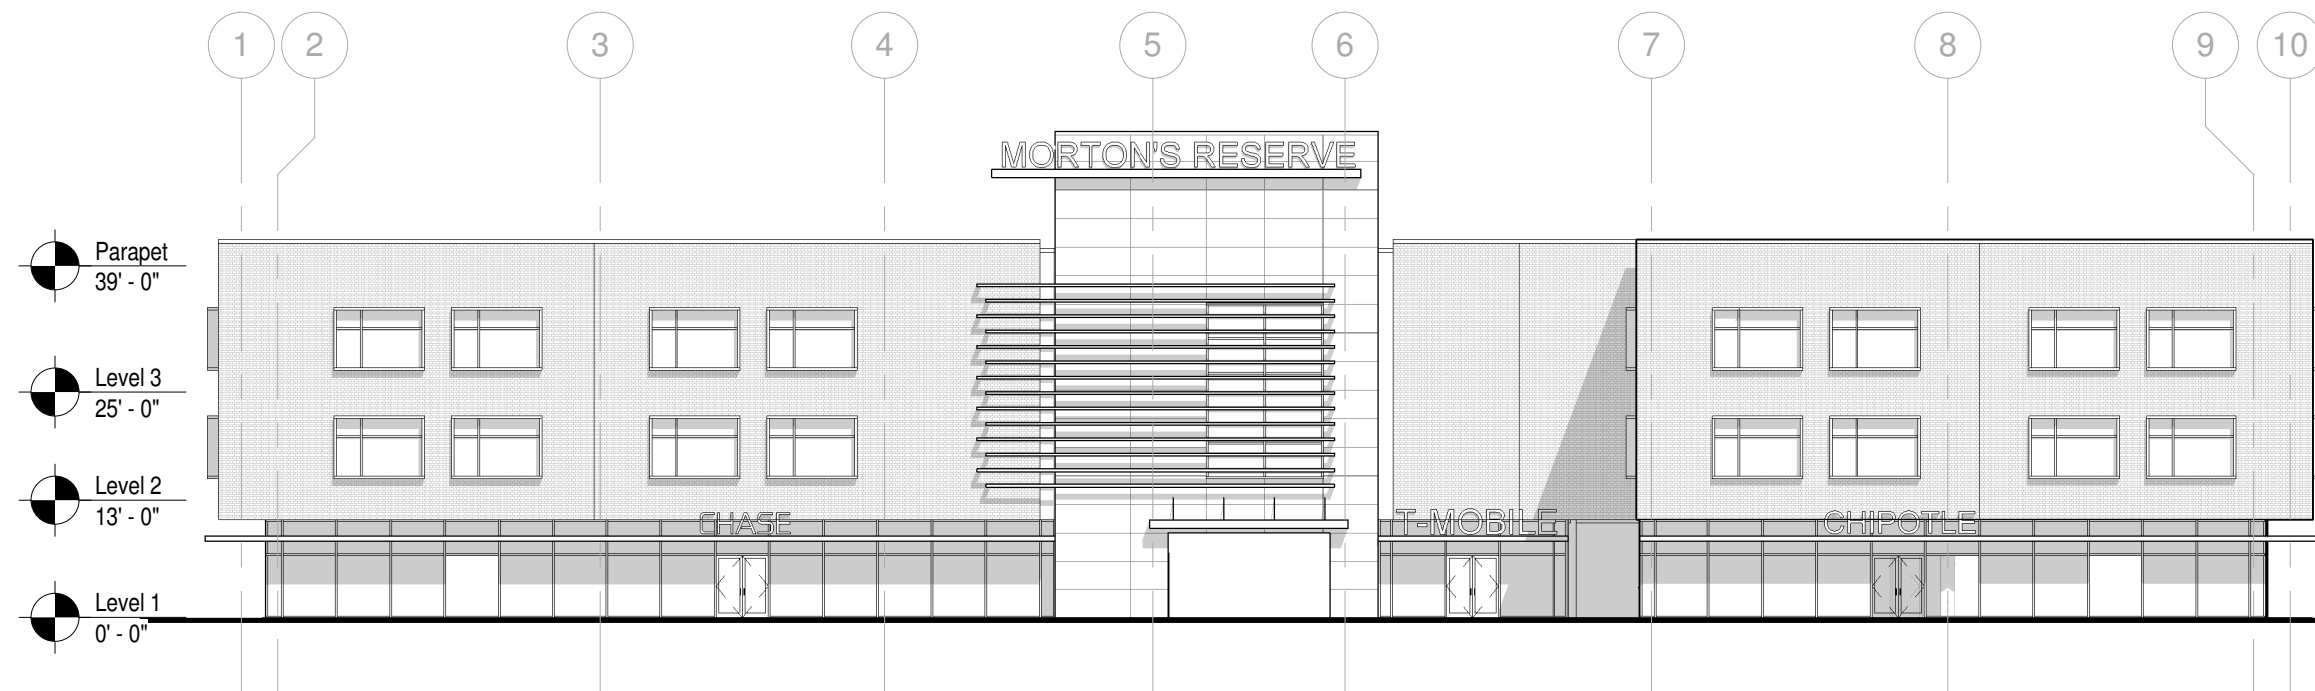 1 2 3 4 5 6 7 8 9 10
MORTON'S RESERVE
Parapet
39' - 0"
Level 3
25' - 0"
Level 2
13' - 0"
CHASE T-MOBILE CHIPOTLE
Level 1
0' - 0"